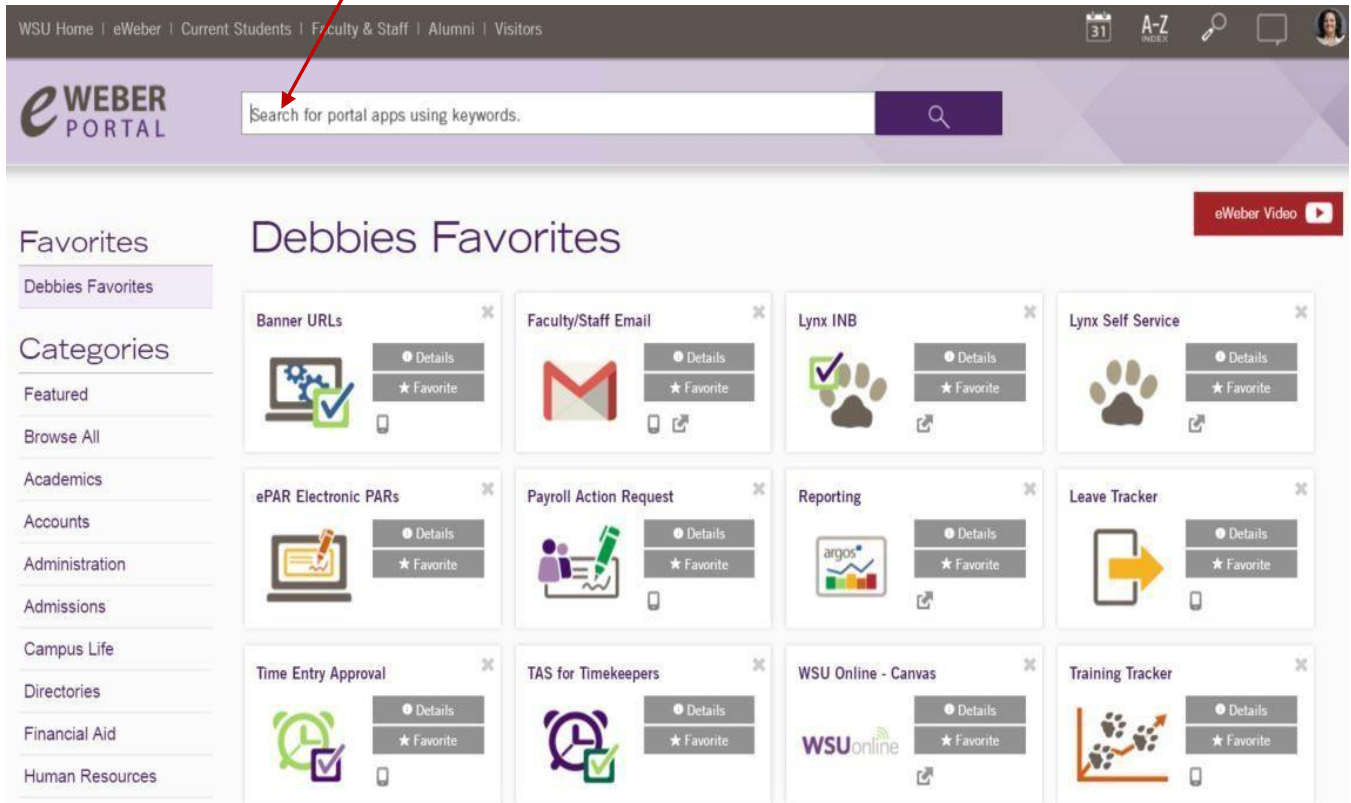 WSU Home | eWeber | Current Students | Faculty & Staff | Alumni | Visitors
31
A-Z
INDEX
eWEBER
PORTAL
Search for portal apps using keywords.
eWeber Video
Favorites
Debbies Favorites
Categories
Featured
Browse All
Academics
Accounts
Administration
Admissions
Campus Life
Directories
Financial Aid
Human Resources
Debbies Favorites
Banner URLs
Details
Favorite
Faculty/Staff Email
Details
Favorite
Lynx INB
Details
Favorite
Lynx Self Service
Details
Favorite
ePAR Electronic PARs
Details
Favorite
Payroll Action Request
Details
Favorite
Reporting
argos
Details
Favorite
Leave Tracker
Details
Favorite
Time Entry Approval
Details
Favorite
TAS for Timekeepers
Details
Favorite
WSU Online - Canvas
WSUonline
Details
Favorite
Training Tracker
Details
Favorite